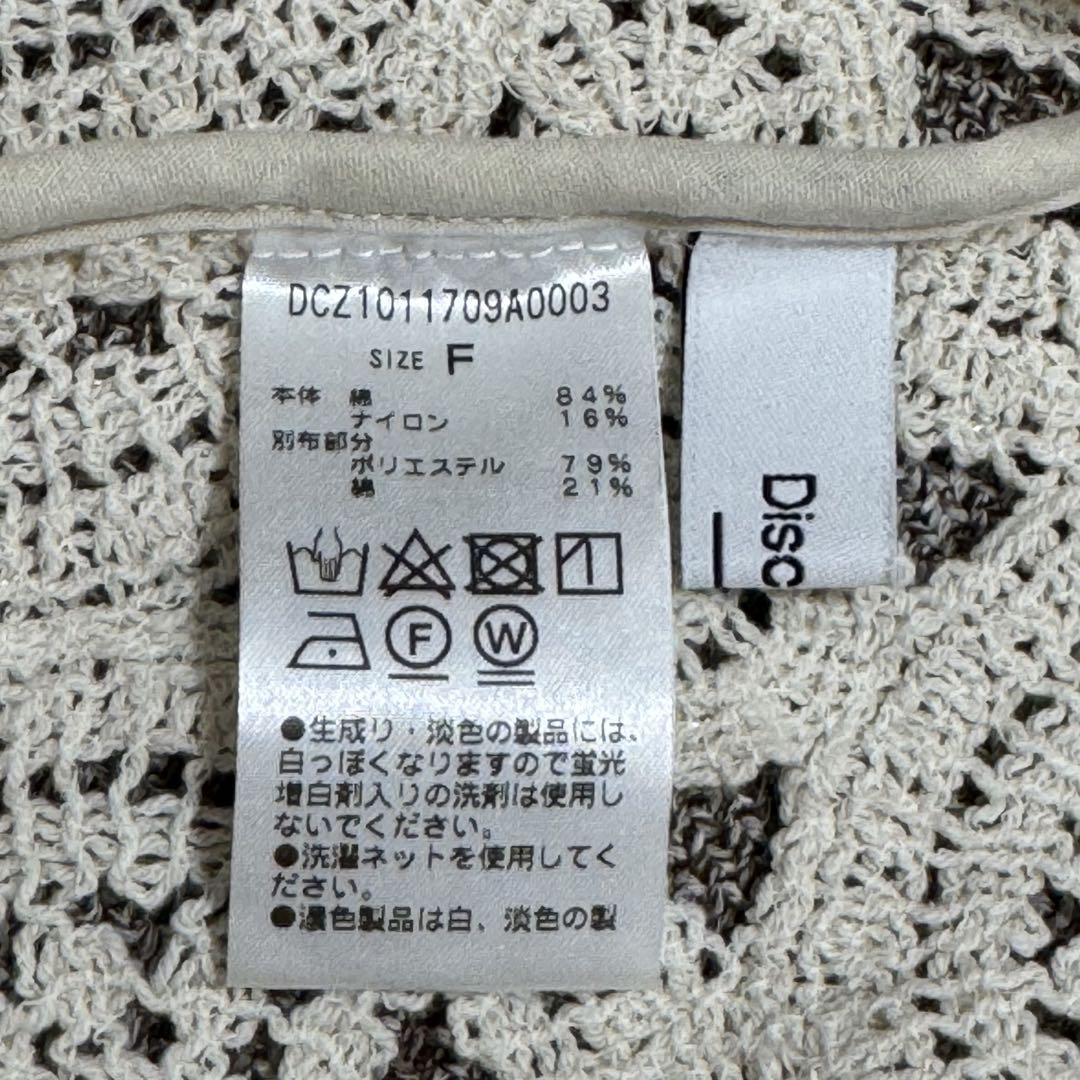 DCZ1011709A0003
SIZE F
本体 綿 84%
ナイロン 16%
別布部分
ポリエステル 79%
綿 21%
F W
●生成り・淡色の製品には、
白っぽくなりますので蛍光
増白剤入りの洗剤は使用し
ないでください。
●洗濯ネットを使用してく
ださい。
●濃色製品は白、淡色の製
Disc